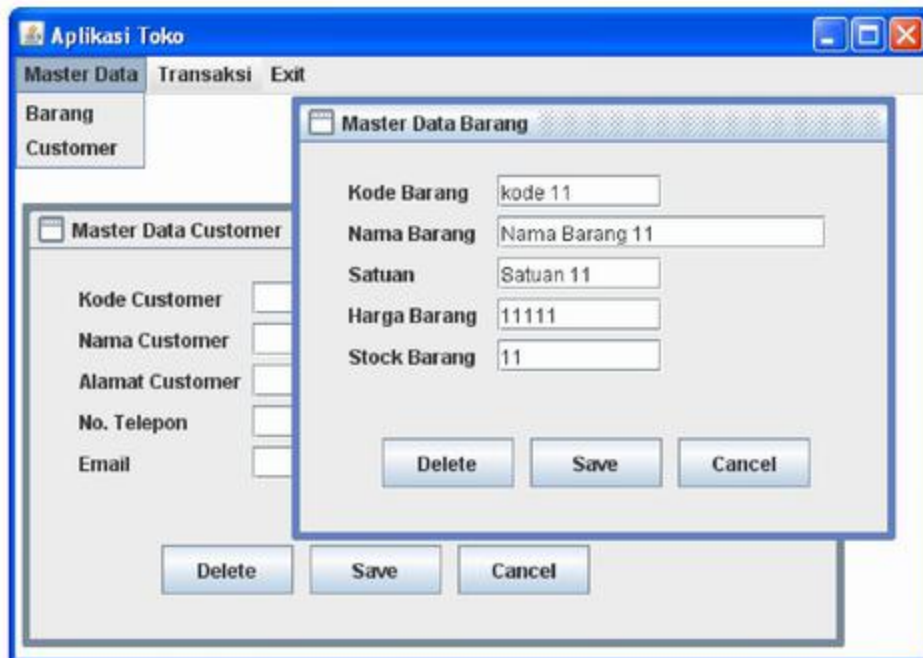 Aplikasi Toko
Master Data Transaksi Exit
Barang
Customer
Master Data Barang
Kode Barang kode 11
Nama Barang Nama Barang 11
Satuan Satuan 11
Harga Barang 11111
Stock Barang 11
Delete Save Cancel
Master Data Customer
Kode Customer
Nama Customer
Alamat Customer
No. Telepon
Email
Delete Save Cancel